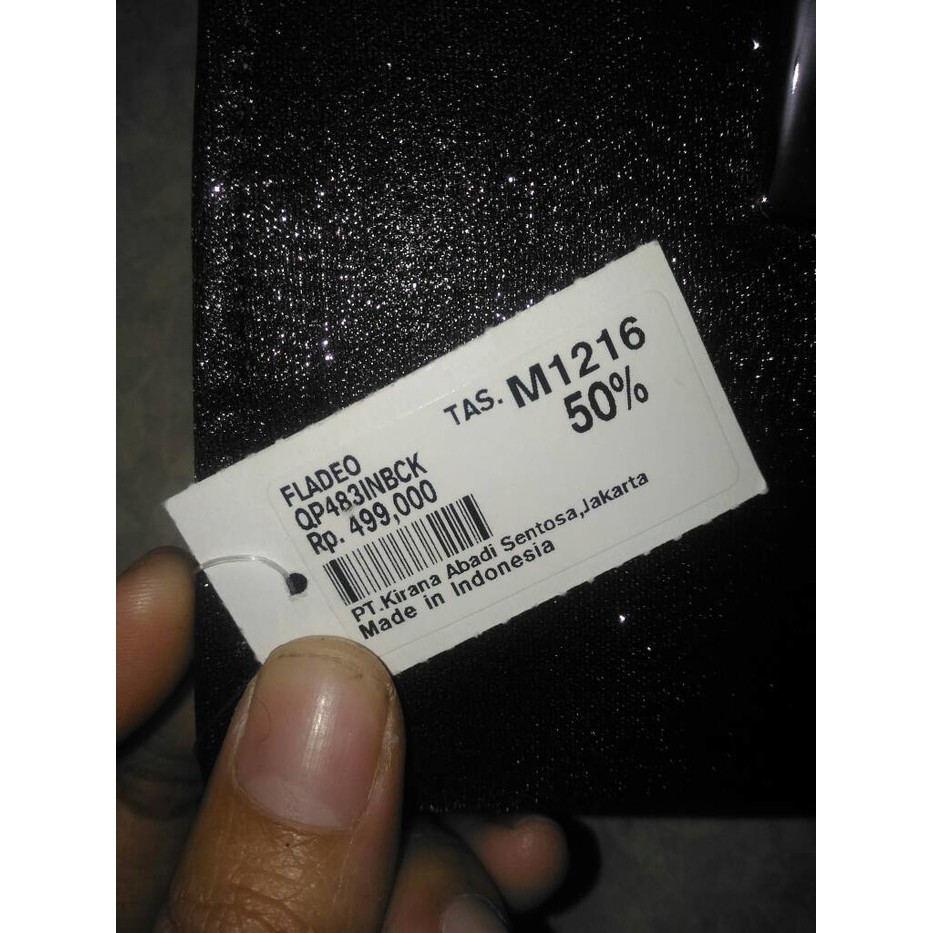 TAS. M1216
50%
FLADEO
QP483INBCK
Rp. 499,000
PT.Kirana Abadi Sentosa,Jakarta
Made in Indonesia